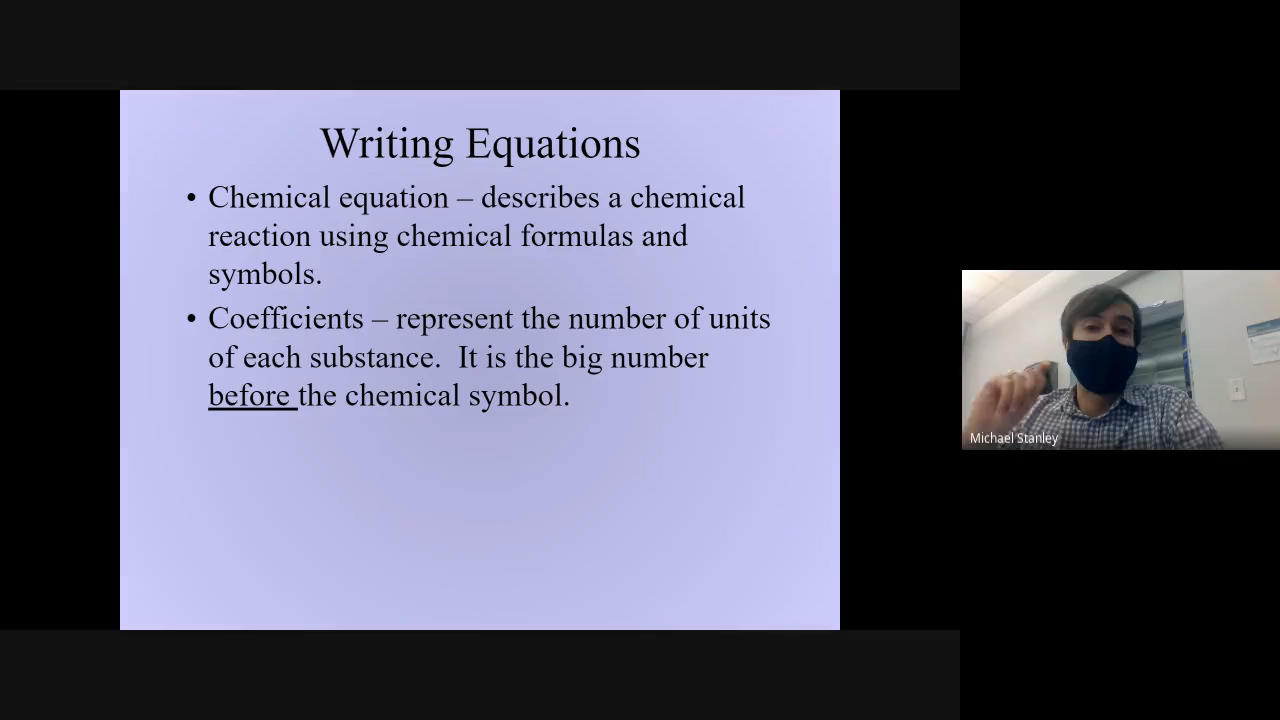 Writing Equations
• Chemical equation – describes a chemical
reaction using chemical formulas and
symbols.
• Coefficients – represent the number of units
of each substance.  It is the big number
before the chemical symbol.
Michael Stanley